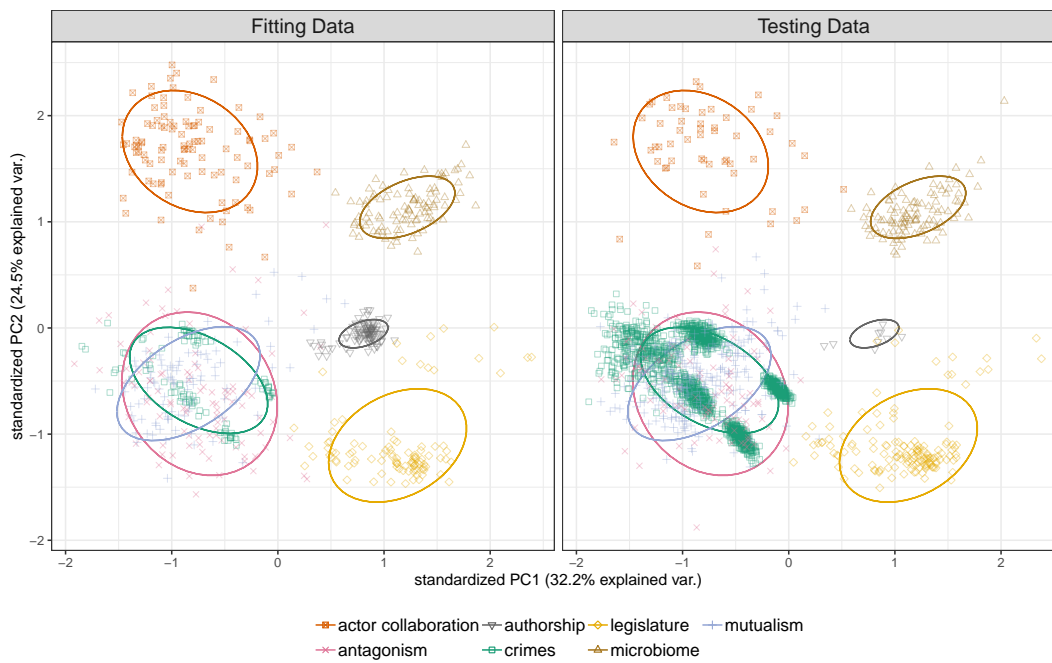 Fitting Data
Testing Data
standardized PC2 (24.5% explained var.)
2
1
0
−1
−2
−2
−1
0
1
2
−2
−1
0
1
2
standardized PC1 (32.2% explained var.)
actor collaboration
authorship
legislature
mutualism
antagonism
crimes
microbiome